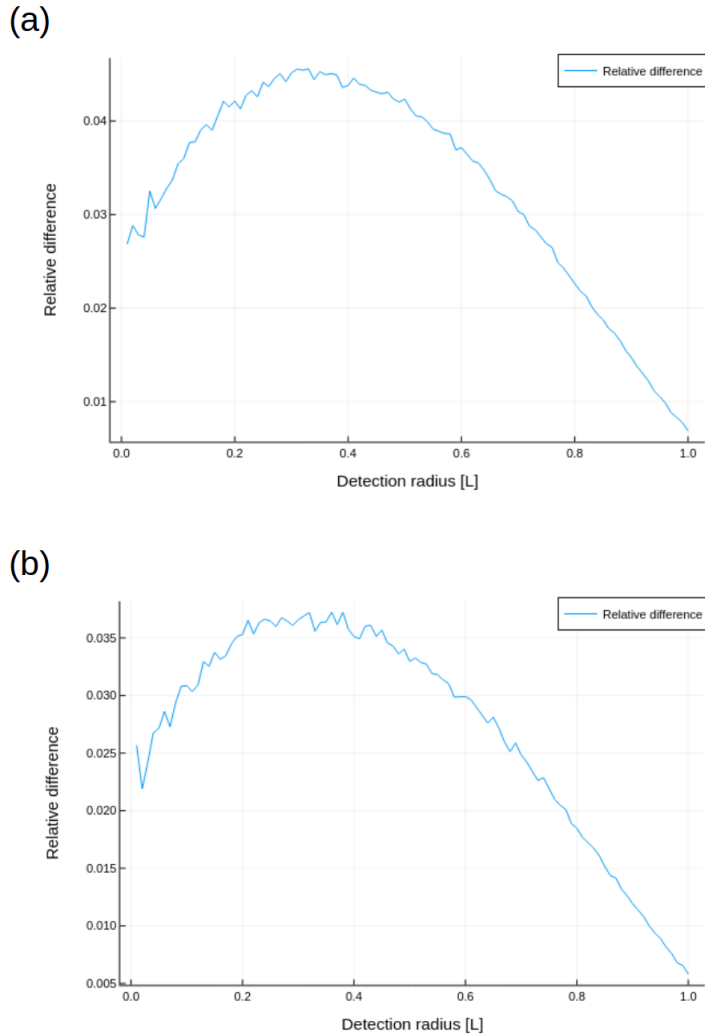 (a)
Relative difference
0.04
0.03
0.02
0.01
Relative difference
0.0 0.2 0.4 0.6 0.8 1.0
Detection radius [L]
(b)
Relative difference
0.035
0.030
0.025
0.020
0.015
0.010
0.005
Relative difference
0.0 0.2 0.4 0.6 0.8 1.0
Detection radius [L]